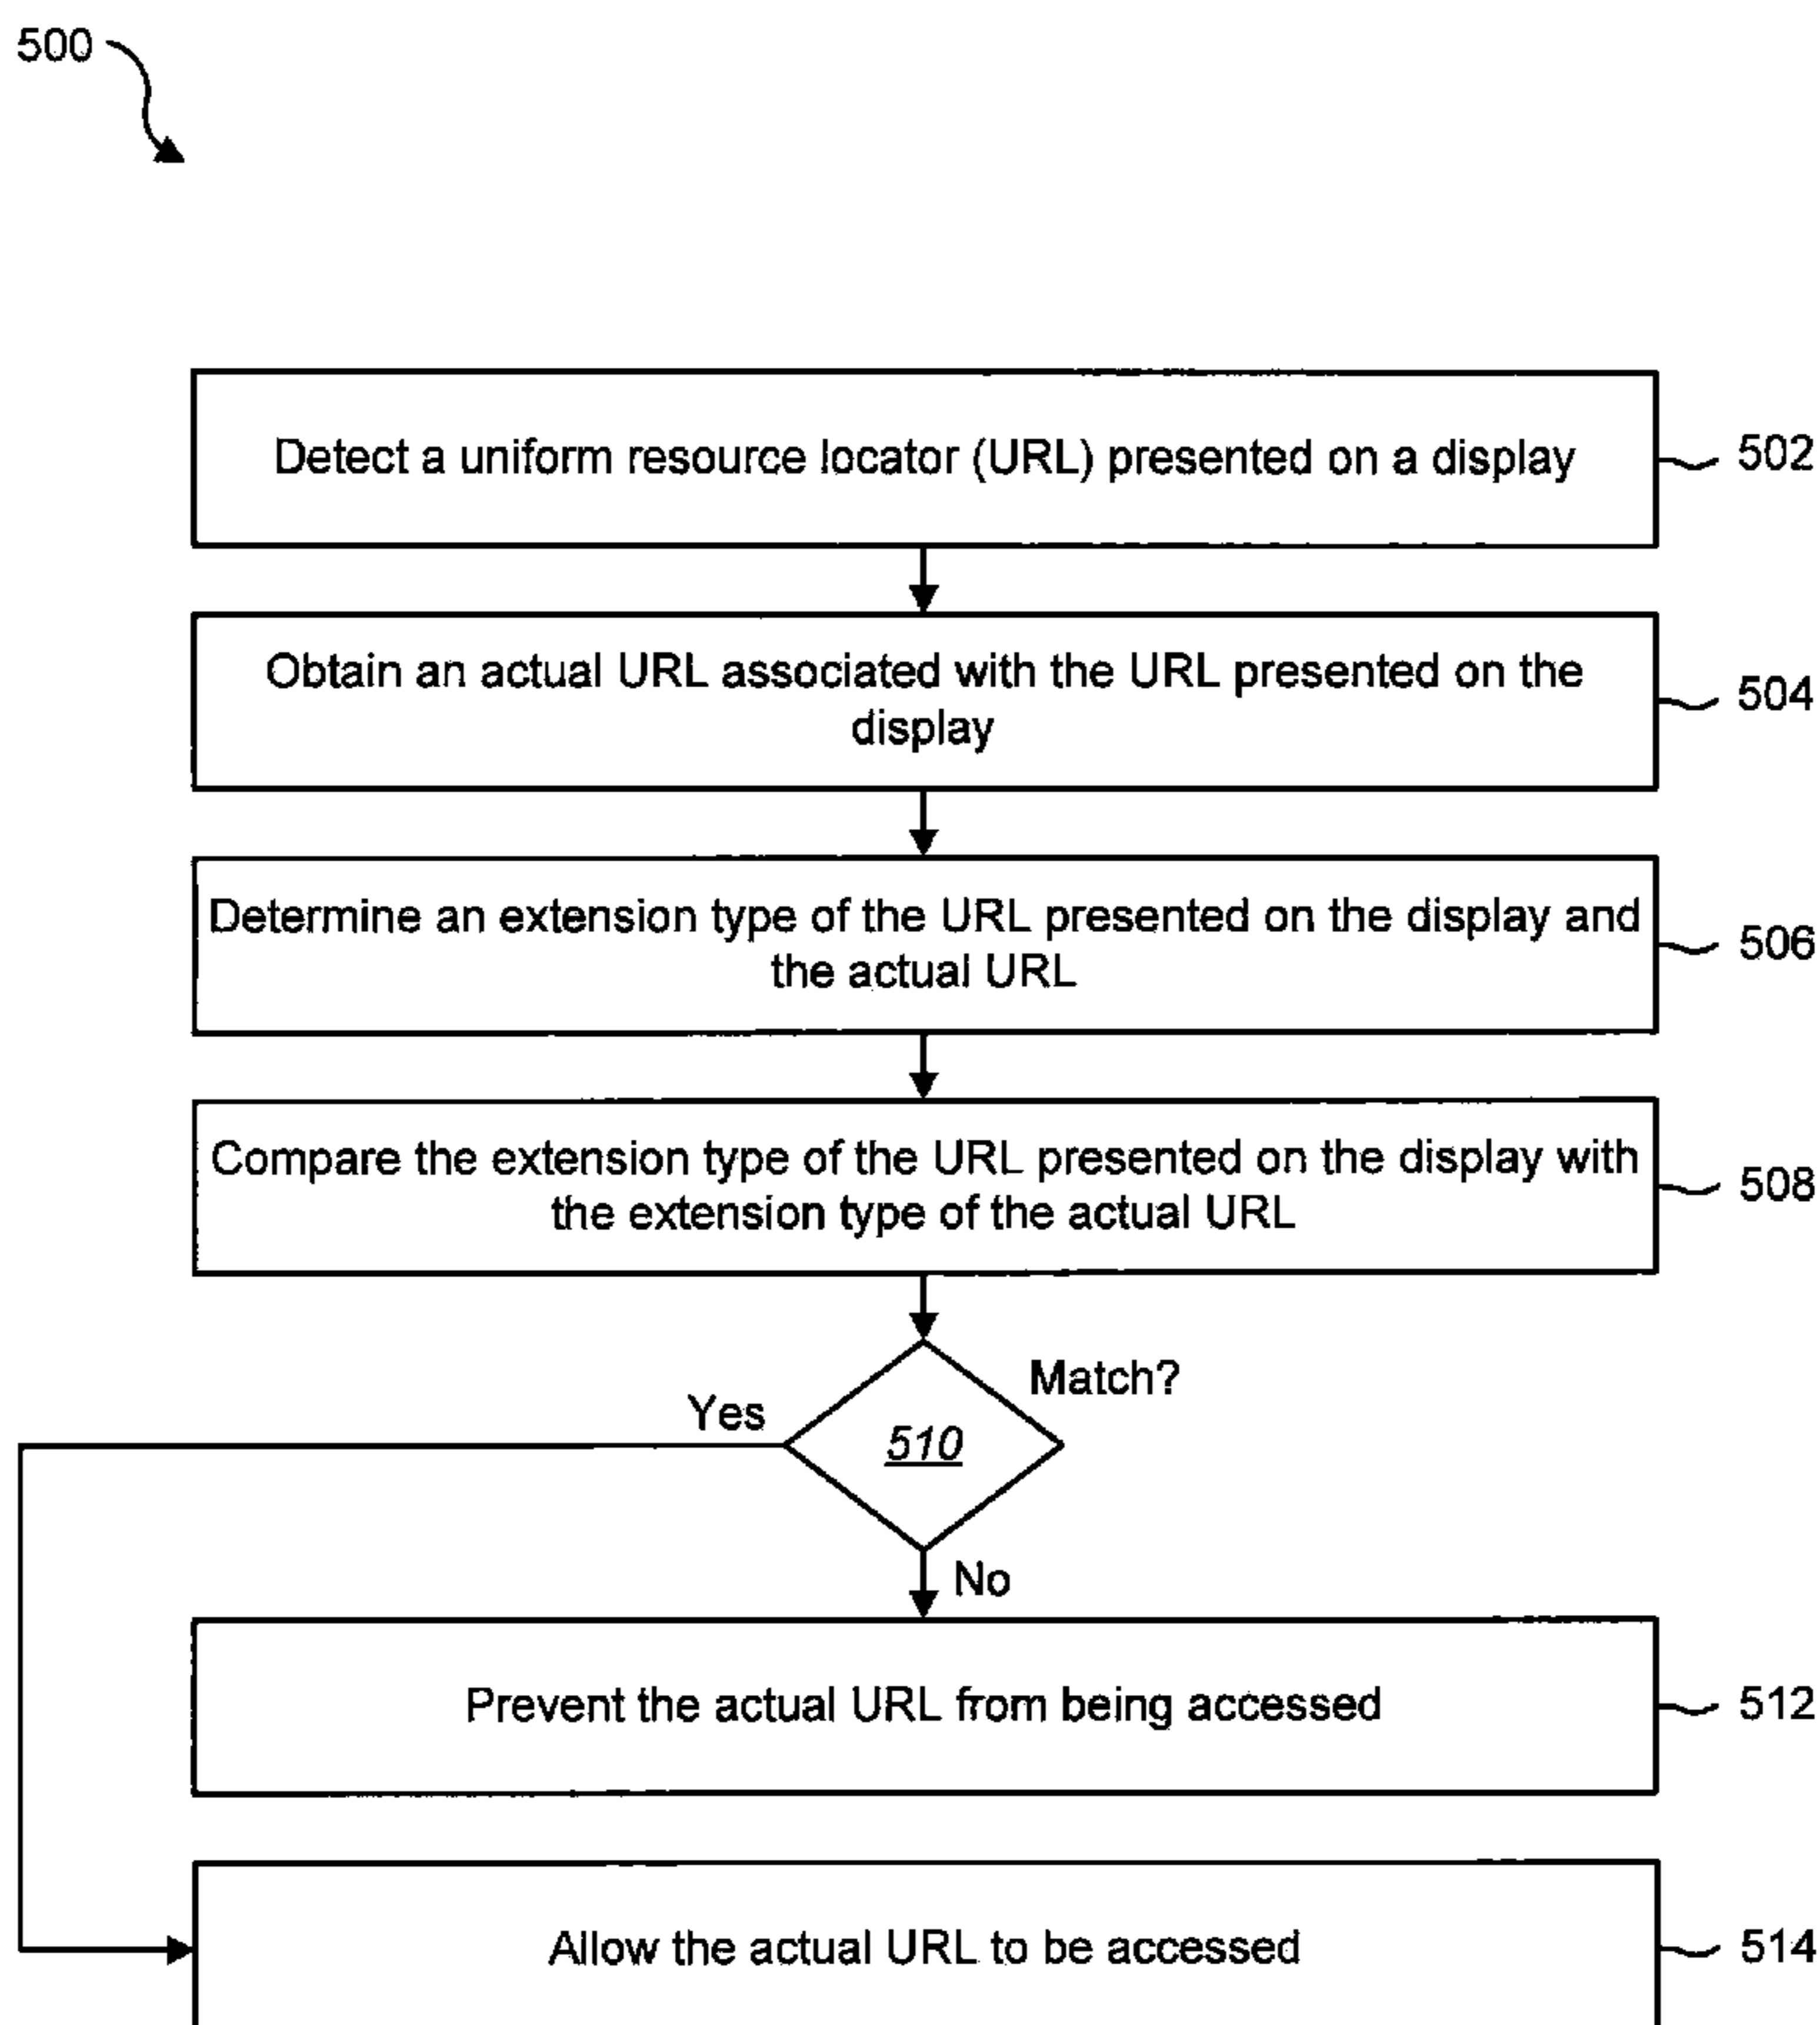 500
Detect a uniform resource locator (URL) presented on a display
502
Obtain an actual URL associated with the URL presented on the
display
504
Determine an extension type of the URL presented on the display and
the actual URL
506
Compare the extension type of the URL presented on the display with
the extension type of the actual URL
508
Match?
Yes
510
No
Prevent the actual URL from being accessed
512
Allow the actual URL to be accessed
514